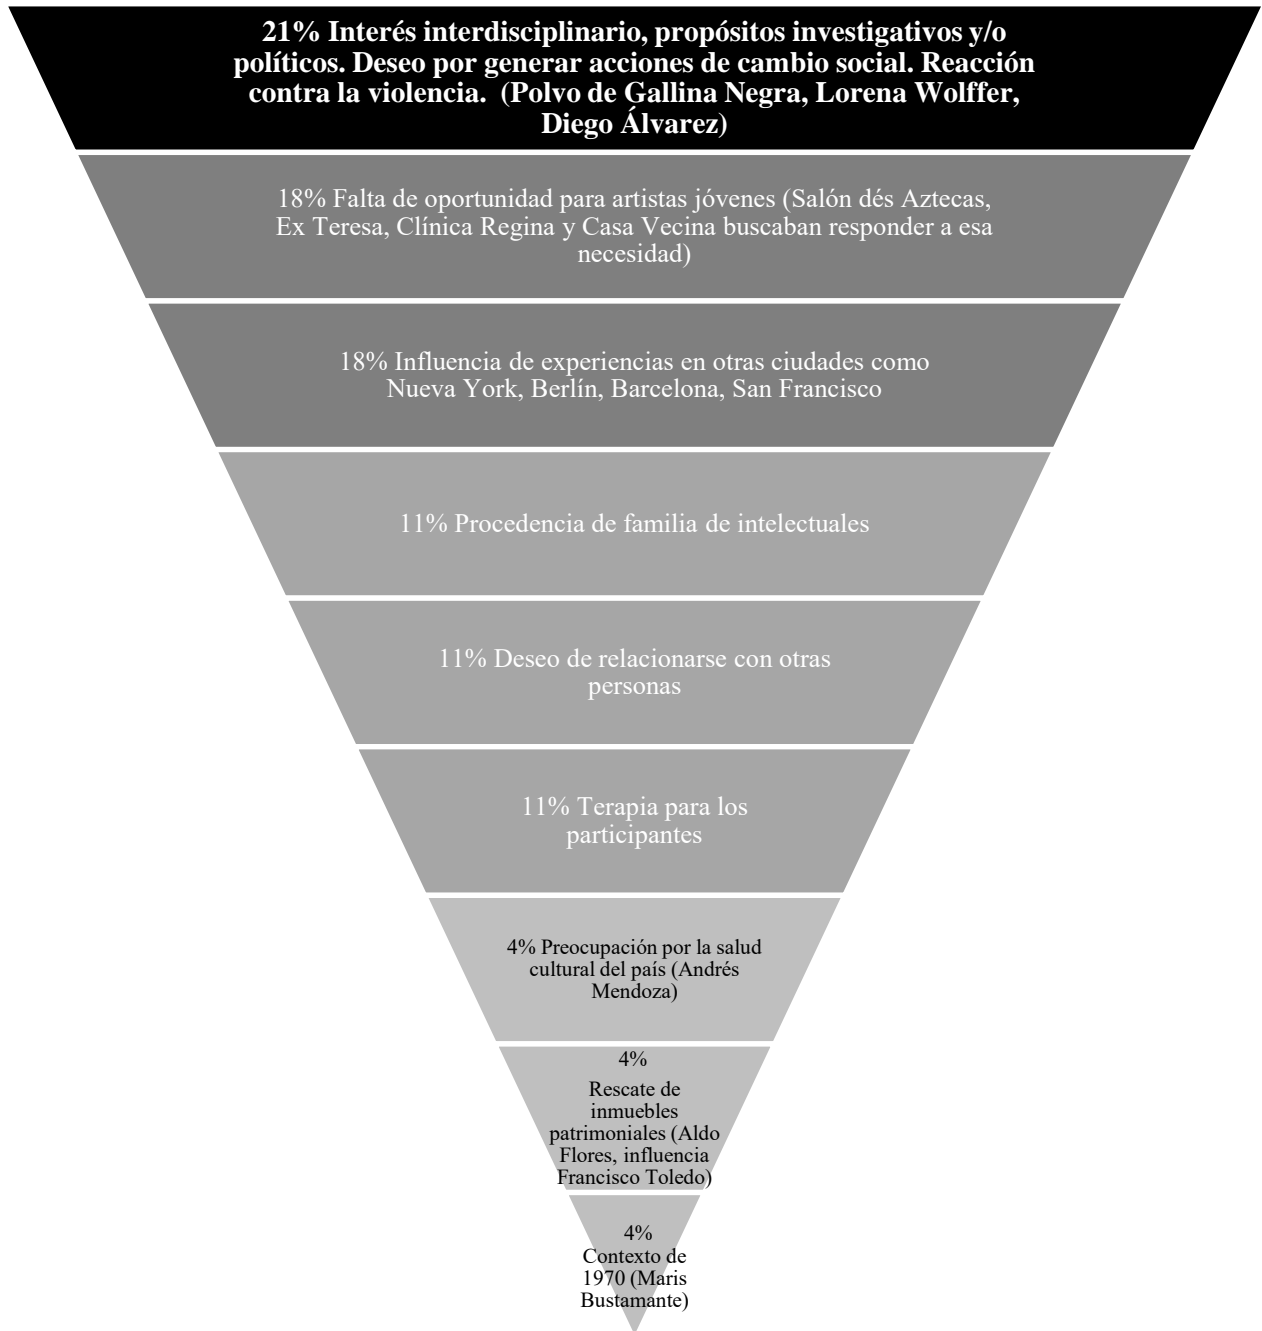 21% Interés interdisciplinario, propósitos investigativos y/o
políticos. Deseo por generar acciones de cambio social. Reacción
contra la violencia.  (Polvo de Gallina Negra, Lorena Wolffer,
Diego Álvarez)
18% Falta de oportunidad para artistas jóvenes (Salón dés Aztecas,
Ex Teresa, Clínica Regina y Casa Vecina buscaban responder a esa
necesidad)
18% Influencia de experiencias en otras ciudades como
Nueva York, Berlín, Barcelona, San Francisco
11% Procedencia de familia de intelectuales
11% Deseo de relacionarse con otras
personas
11% Terapia para los
participantes
4% Preocupación por la salud
cultural del país (Andrés
Mendoza)
4%
Rescate de
inmuebles
patrimoniales (Aldo
Flores, influencia
Francisco Toledo)
4%
Contexto de
1970 (Maris
Bustamante)